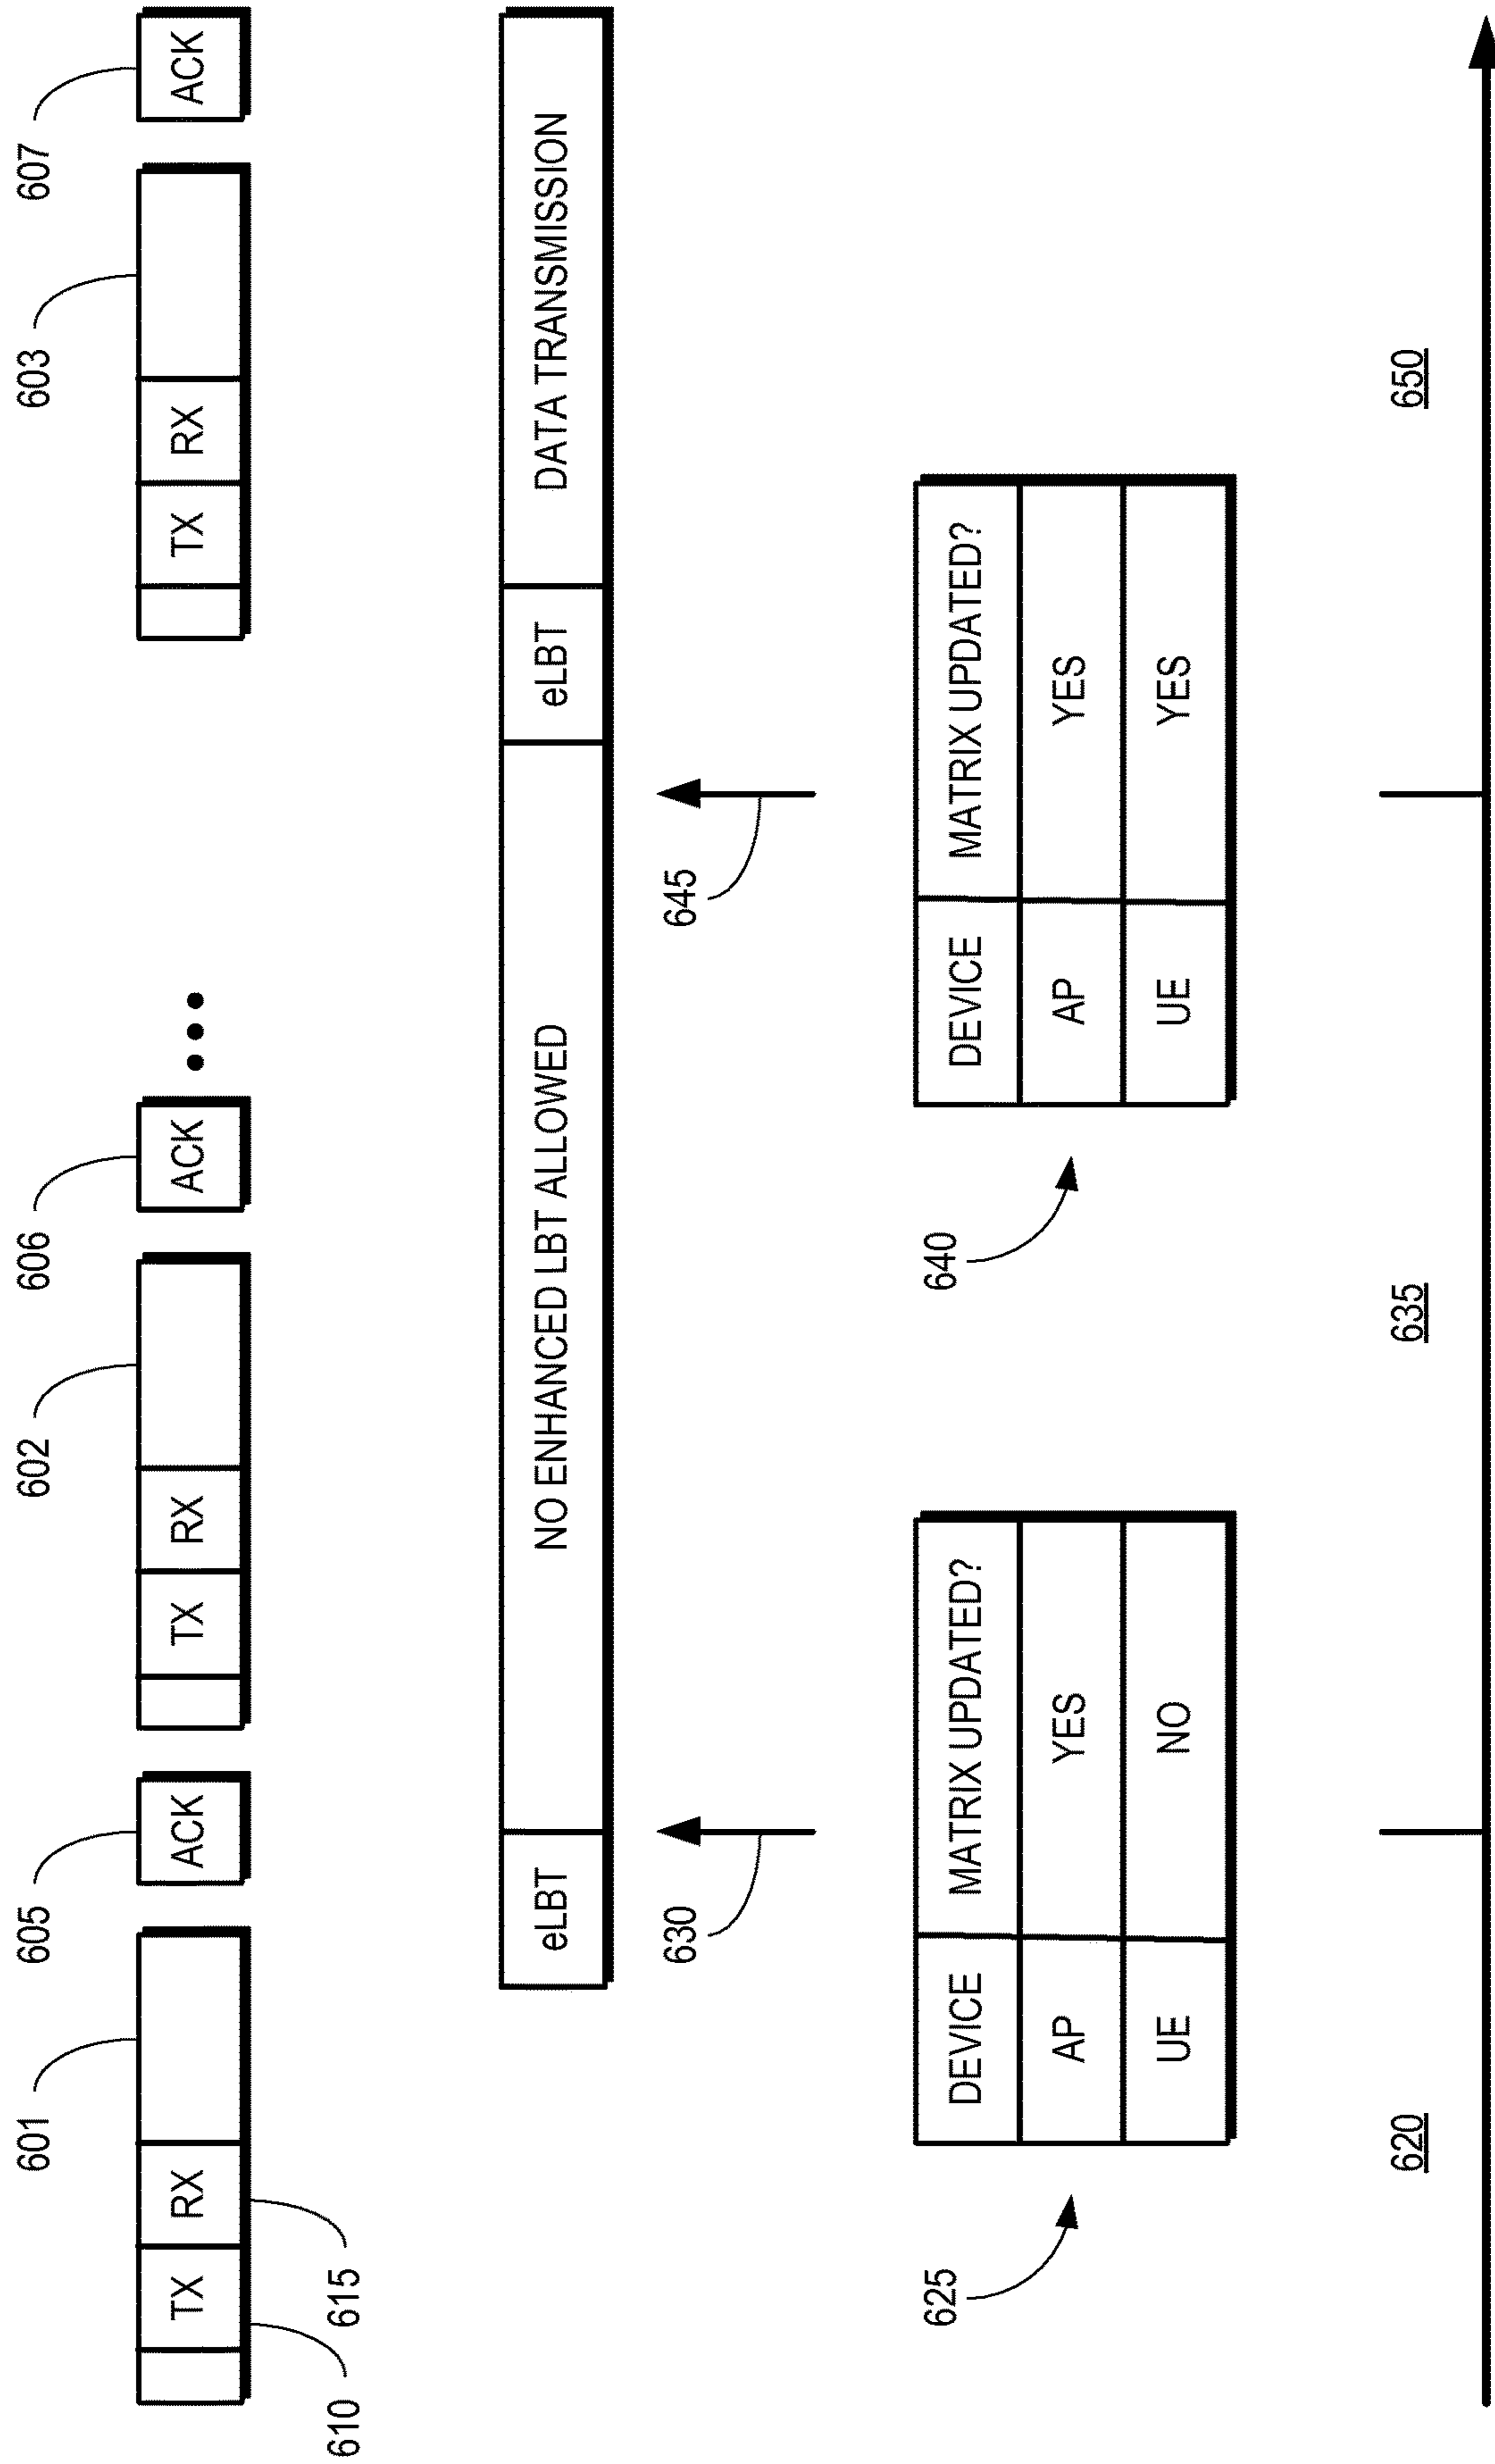 601 605 602 606 603 607
TX RX ACK TX RX ACK ••• TX RX ACK
610 615
eLBT NO ENHANCED LBT ALLOWED eLBT DATA TRANSMISSION
630 645
625 640
DEVICE MATRIX UPDATED? DEVICE MATRIX UPDATED?
AP YES AP YES
UE NO UE YES
620 635 650